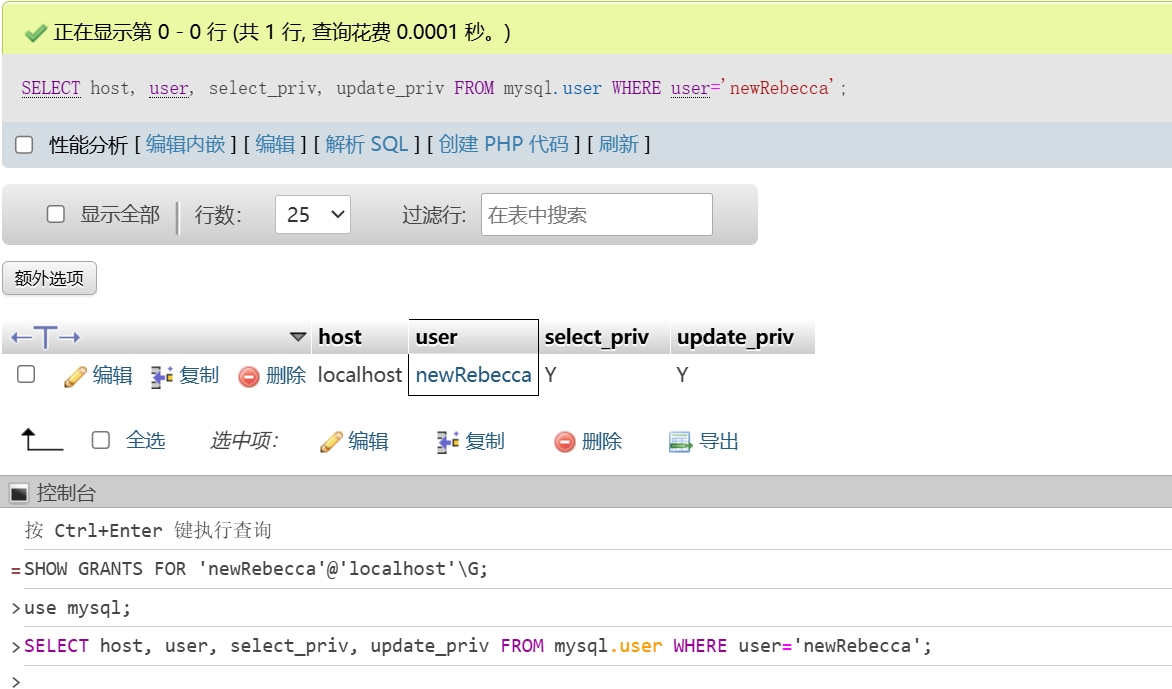 正在显示第 0 - 0 行 (共 1 行, 查询花费 0.0001 秒。)
SELECT host, user, select_priv, update_priv FROM mysql.user WHERE user='newRebecca';
性能分析 [ 编辑内嵌 ] [ 编辑 ] [ 解析 SQL ] [ 创建 PHP 代码 ] [ 刷新 ]
显示全部 行数： 25 过滤行: 在表中搜索
额外选项
←T→ host user select_priv update_priv
编辑 复制 删除 localhost newRebecca Y Y
全选 选中项： 编辑 复制 删除 导出
控制台
按 Ctrl+Enter 键执行查询
=SHOW GRANTS FOR 'newRebecca'@'localhost'\G;
>use mysql;
>SELECT host, user, select_priv, update_priv FROM mysql.user WHERE user='newRebecca';
>